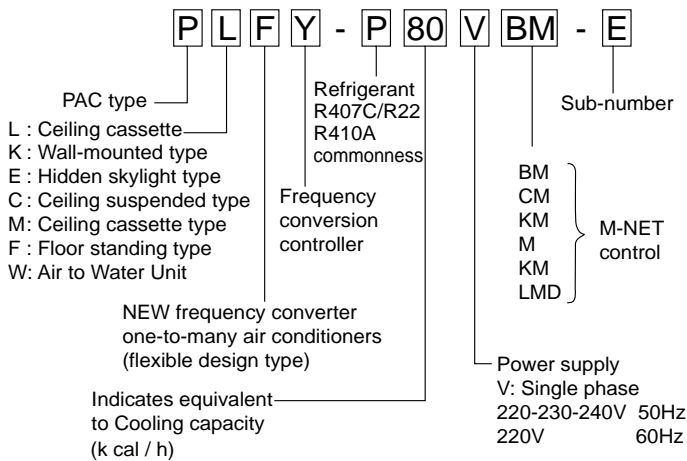 P L F Y - P 80 V BM - E
PAC type
L : Ceiling cassette
K : Wall-mounted type
E : Hidden skylight type
C : Ceiling suspended type
M: Ceiling cassette type
F : Floor standing type
W: Air to Water Unit
NEW frequency converter
one-to-many air conditioners
(flexible design type)
Indicates equivalent
to Cooling capacity
(k cal / h)
Frequency
conversion
controller
Refrigerant
R407C/R22
R410A
commonness
Sub-number
BM
CM
KM
M
KM
LMD
M-NET
control
Power supply
V: Single phase
220-230-240V 50Hz
220V 60Hz